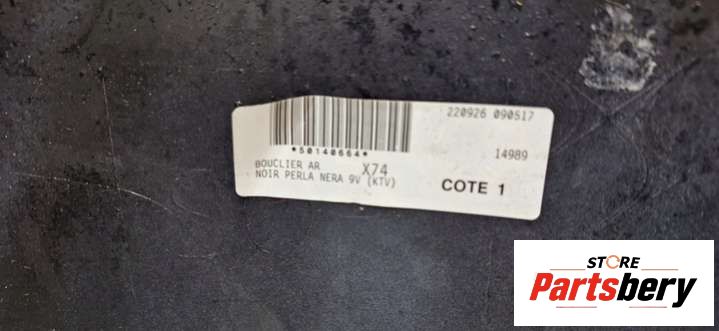 220926 090517
*50140664*
14989
BOUCLIER AR X74
NOIR PERLA NERA 9V (KTV)
COTE 1
STORE
Partsbery